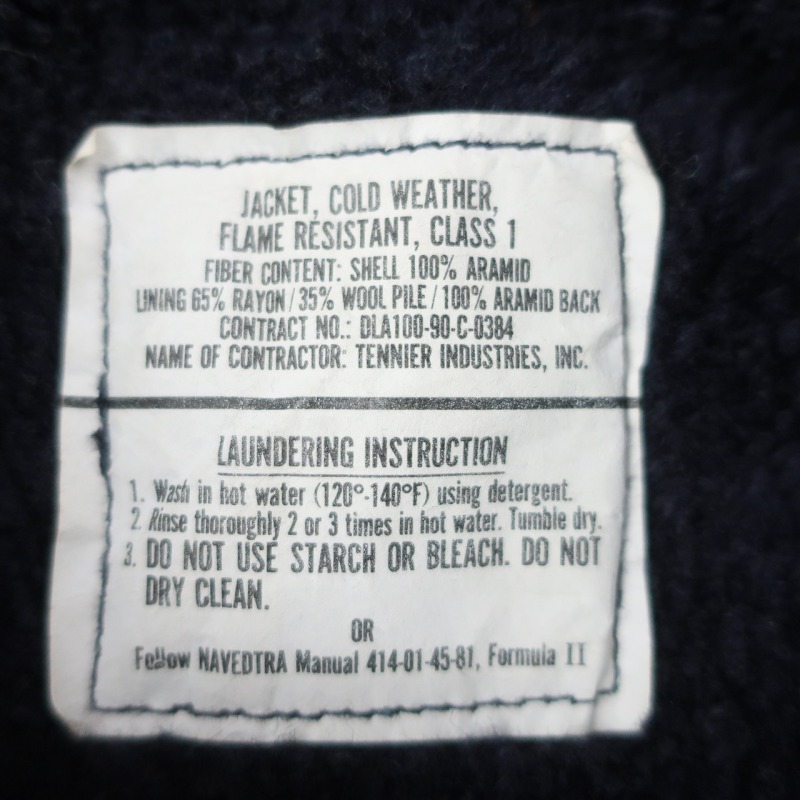 JACKET, COLD WEATHER,
FLAME RESISTANT, CLASS 1
FIBER CONTENT: SHELL 100% ARAMID
LINING 65% RAYON/35% WOOL PILE/100% ARAMID BACK
CONTRACT NO.: DLA100-90-C-0384
NAME OF CONTRACTOR: TENNIER INDUSTRIES, INC.
LAUNDERING INSTRUCTION
1. Wash in hot water (120°-140°F) using detergent.
2. Rinse thoroughly 2 or 3 times in hot water. Tumble dry.
3. DO NOT USE STARCH OR BLEACH. DO NOT
DRY CLEAN.
OR
Follow NAVEDTRA Manual 414-01-45-81, Formula II